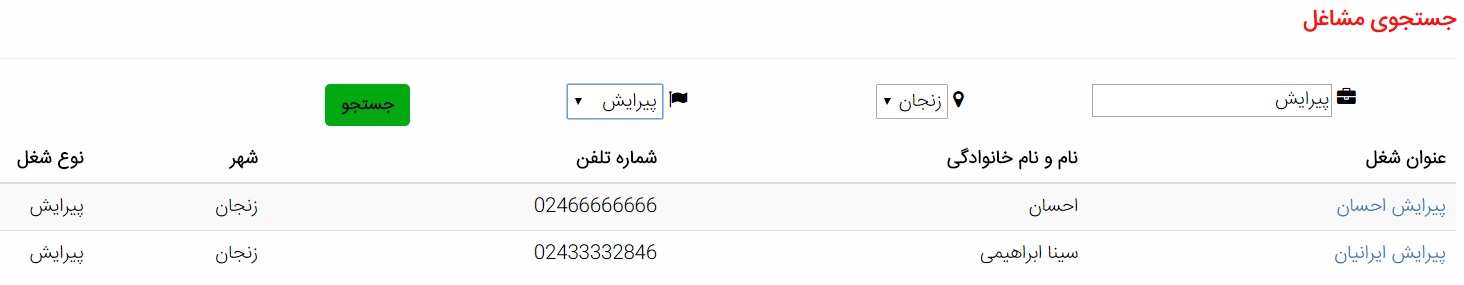 جستجوی مشاغل
پیرایش زنجان پیرایش جستجو
عنوان شغل نام و نام خانوادگی شماره تلفن شهر نوع شغل
پیرایش احسان احسان 02466666666 زنجان پیرایش
پیرایش ایرانیان سینا ابراهیمی 02433332846 زنجان پیرایش